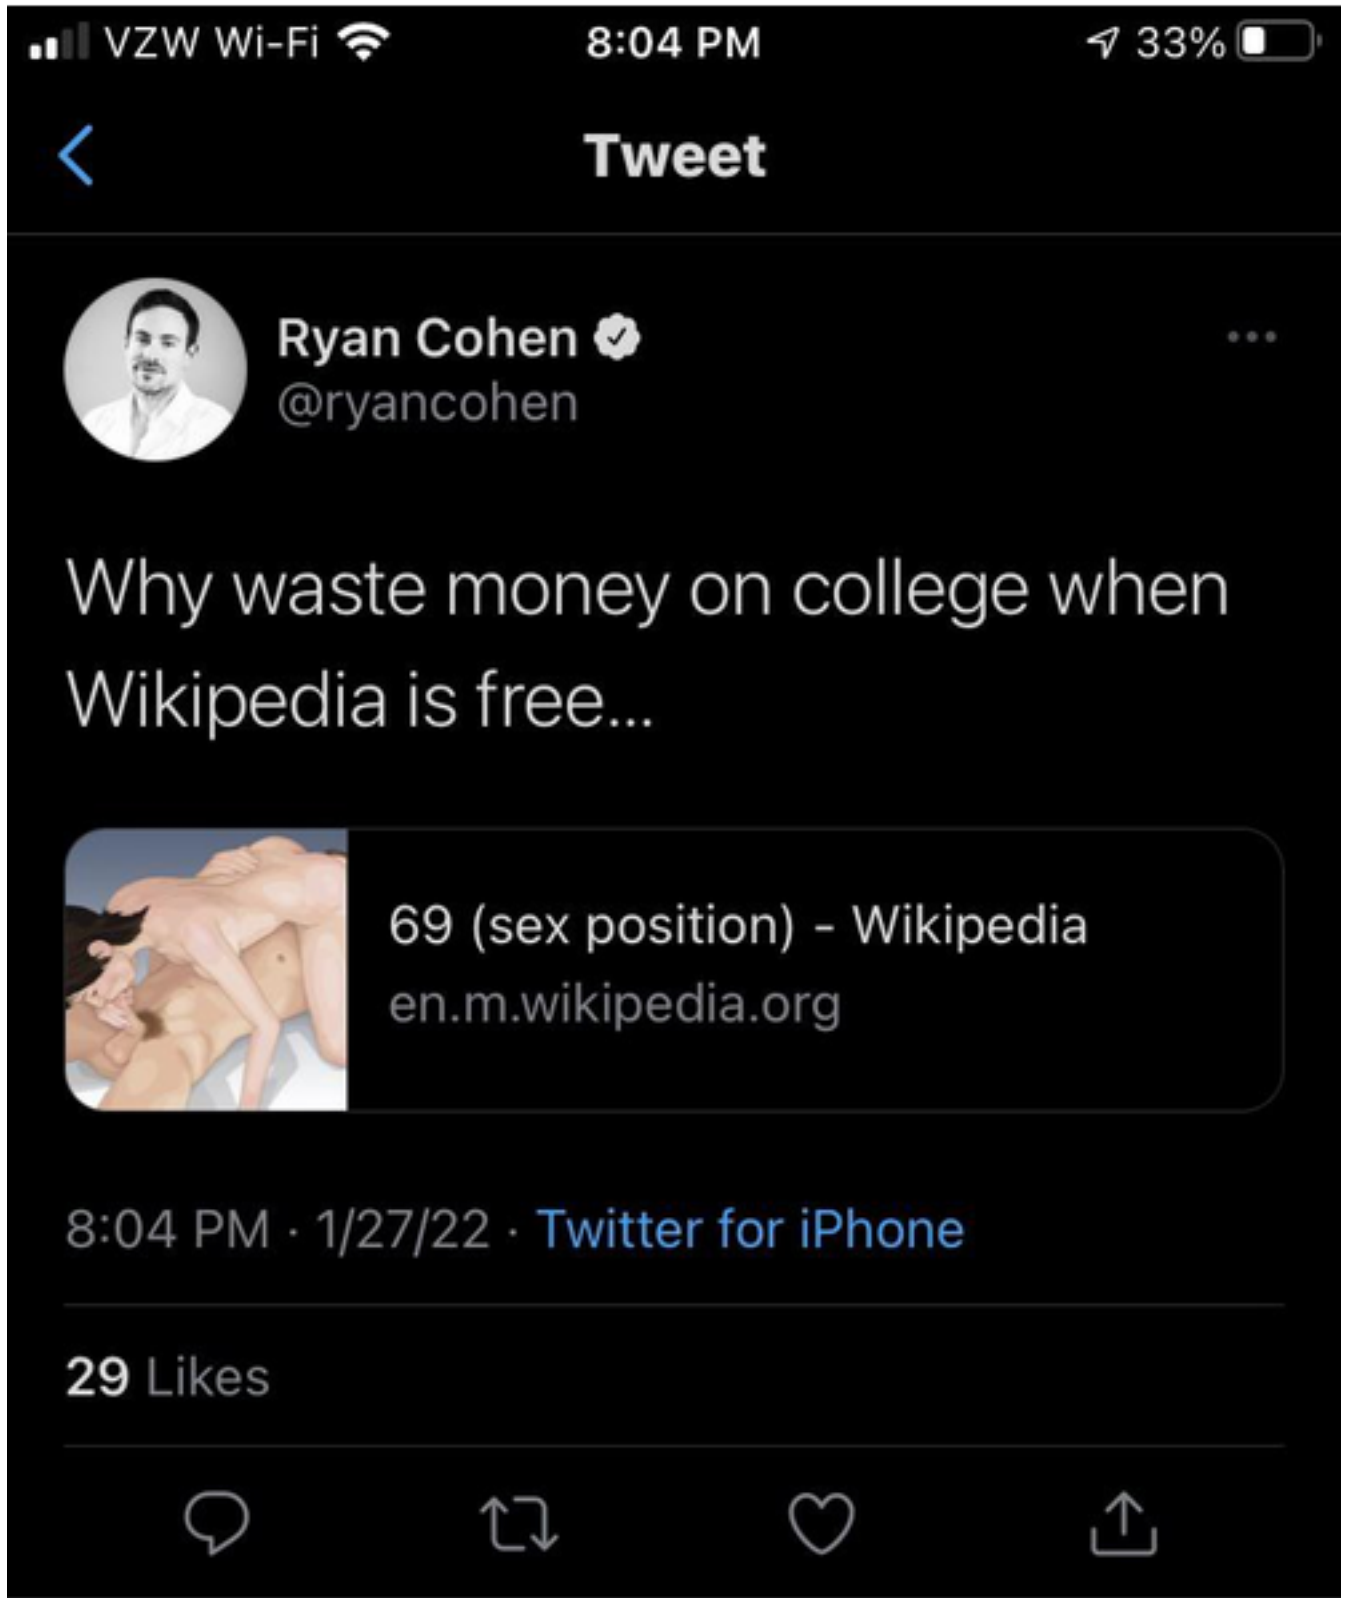 VZW Wi-Fi 8:04 PM 33%
Tweet
Ryan Cohen
@ryancohen
Why waste money on college when
Wikipedia is free...
69 (sex position) - Wikipedia
en.m.wikipedia.org
8:04 PM · 1/27/22 · Twitter for iPhone
29 Likes